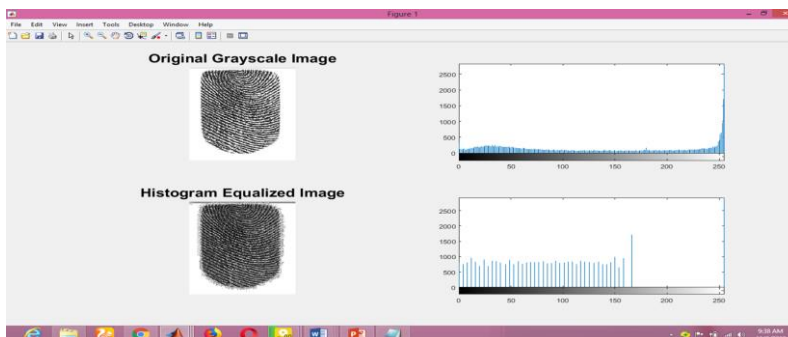 Figure 1
File Edit View Insert Tools Desktop Window Help
Original Grayscale Image
2500
2000
1500
1000
500
0
0 50 100 150 200 250
Histogram Equalized Image
2500
2000
1500
1000
500
0
0 50 100 150 200 250
9:38 AM